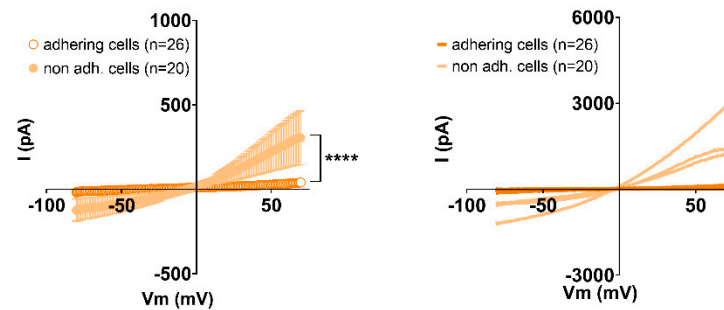 1000
adhering cells (n=26)
non adh. cells (n=20)
500
I (pA)
****
-100
-50
50
-500
Vm (mV)
6000
adhering cells (n=26)
non adh. cells (n=20)
3000
I (pA)
-100
-50
0
50
-3000
Vm (mV)